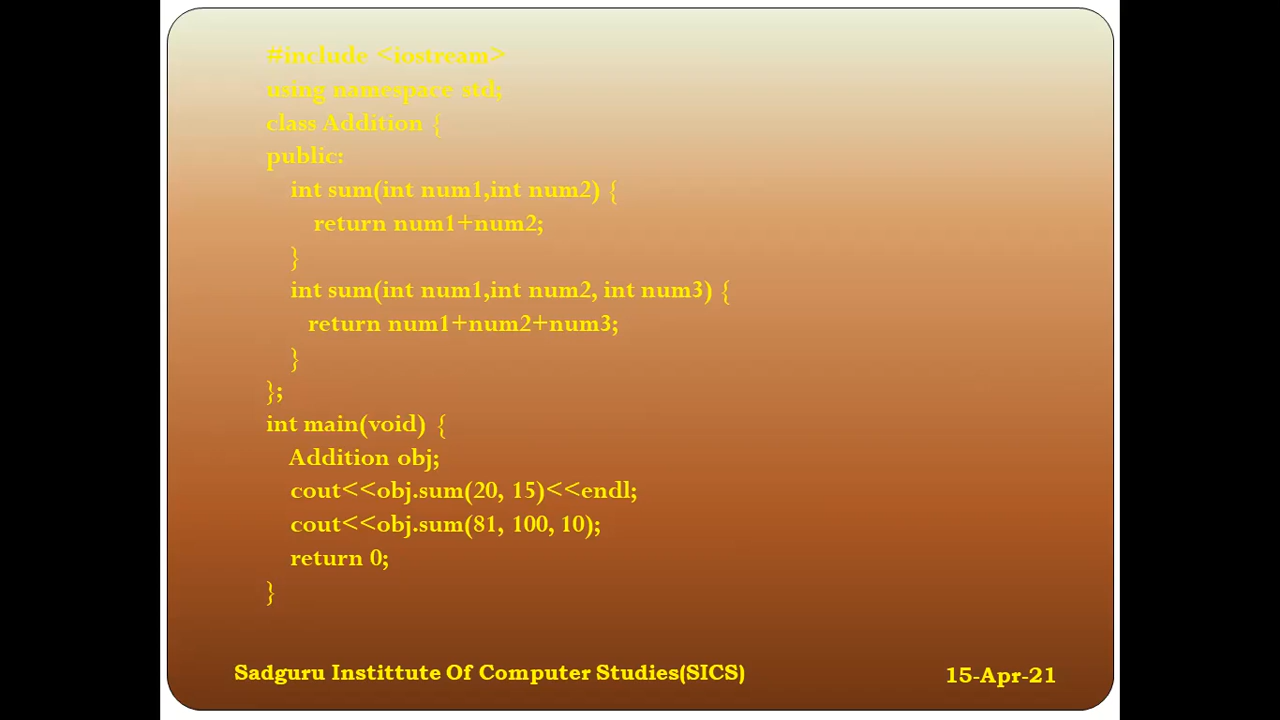 #include <iostream>
using namespace std;
class Addition {
public:
int sum(int num1,int num2) {
return num1+num2;
}
int sum(int num1,int num2, int num3) {
return num1+num2+num3;
}
};
int main(void) {
Addition obj;
cout<<obj.sum(20, 15)<<endl;
cout<<obj.sum(81, 100, 10);
return 0;
}
Sadguru Instittute Of Computer Studies(SICS)
15-Apr-21